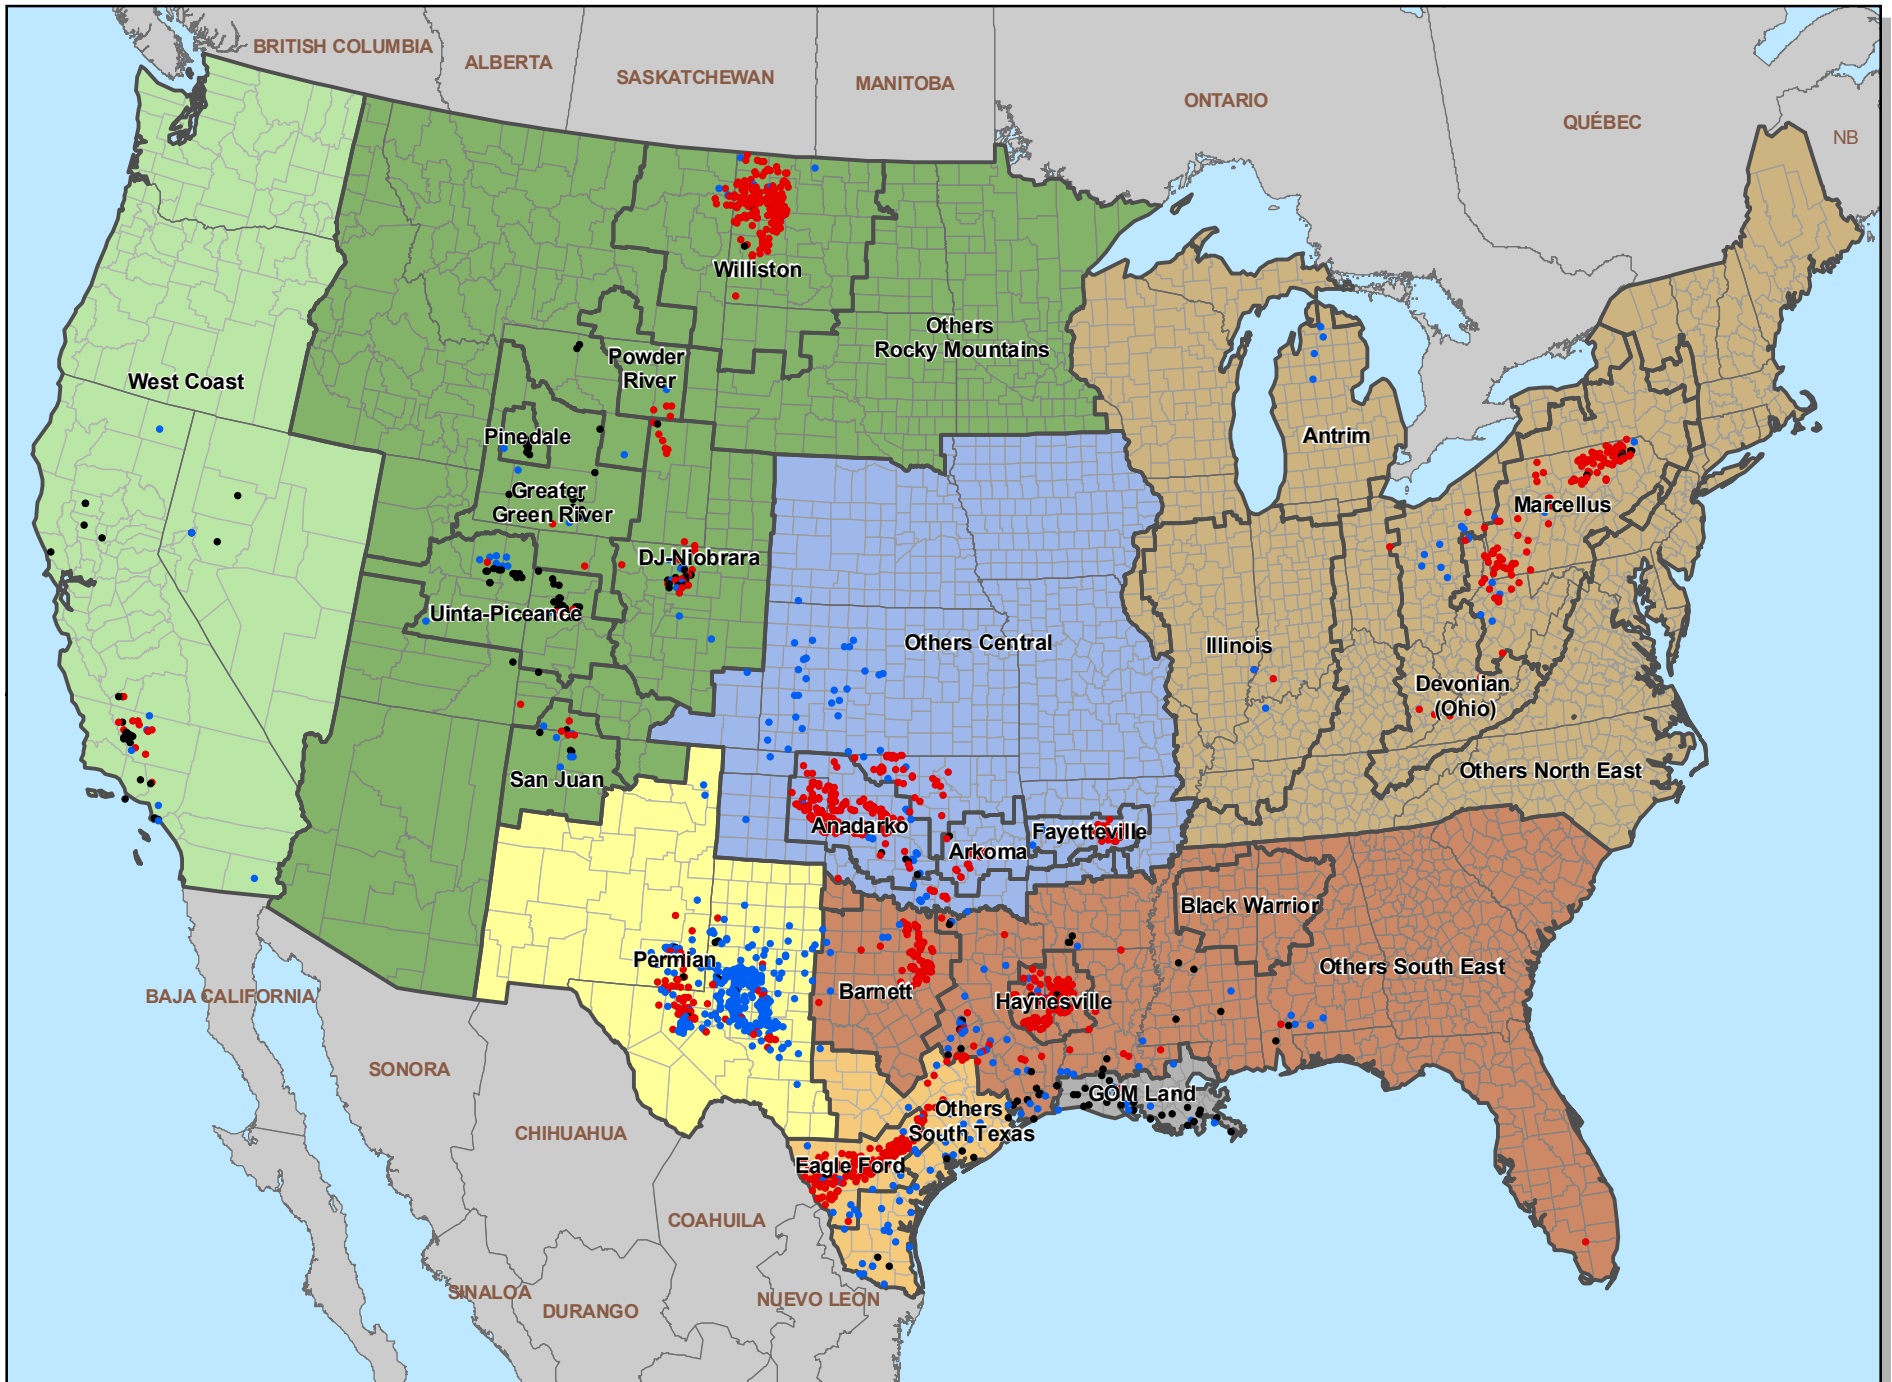 BRITISH COLUMBIA
ALBERTA
SASKATCHEWAN
MANITOBA
ONTARIO
QUÉBEC
NB
Williston
Others
Rocky Mountains
Powder
River
West Coast
Pinedale
Antrim
Greater
Green River
Marcellus
DJ-Niobrara
Uinta-Piceance
Others Central
Illinois
Devonian
(Ohio)
San Juan
Others North East
Anadarko
Fayetteville
Arkoma
Black Warrior
Permian
Others South East
Barnett
Haynesville
BAJA CALIFORNIA
SONORA
GOM Land
Others
South Texas
CHIHUAHUA
Eagle Ford
COAHUILA
SINALOA
DURANGO
NUEVO LEON